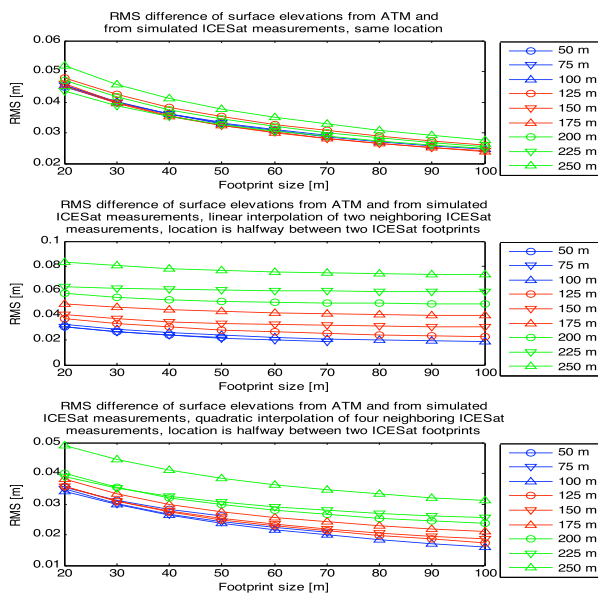 RMS difference of surface elevations from ATM and
from simulated ICESat measurements, same location
0.06
0.05
0.04
0.03
0.02
RMS [m]
20 30 40 50 60 70 80 90 100
Footprint size [m]
50 m
75 m
100 m
125 m
150 m
175 m
200 m
225 m
250 m
RMS difference of surface elevations from ATM and from simulated
ICESat measurements, linear interpolation of two neighboring ICESat
measurements, location is halfway between two ICESat footprints
0.1
0.08
0.06
0.04
0.02
0
RMS [m]
20 30 40 50 60 70 80 90 100
Footprint size [m]
50 m
75 m
100 m
125 m
150 m
175 m
200 m
225 m
250 m
RMS difference of surface elevations from ATM and from simulated
ICESat measurements, quadratic interpolation of four neighboring ICESat
measurements, location is halfway between two ICESat footprints
0.05
0.04
0.03
0.02
0.01
RMS [m]
20 30 40 50 60 70 80 90 100
Footprint size [m]
50 m
75 m
100 m
125 m
150 m
175 m
200 m
225 m
250 m